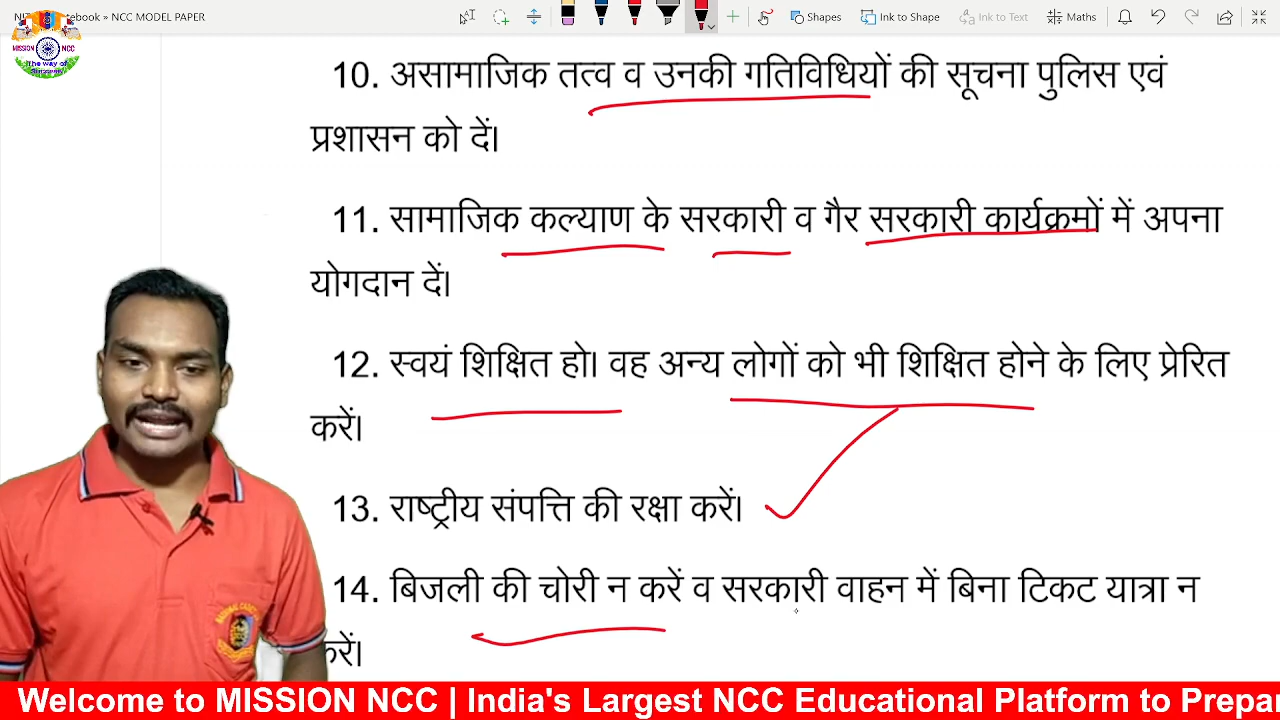 NCC MODEL PAPER
Shapes
Ink to Shape
Ink to Text
Maths
MISSION NCC
The way of
10. असामाजिक तत्व व उनकी गतिविधियों की सूचना पुलिस एवं
प्रशासन को दें।
11. सामाजिक कल्याण के सरकारी व गैर सरकारी कार्यक्रमों में अपना
योगदान दें।
12. स्वयं शिक्षित हो। वह अन्य लोगों को भी शिक्षित होने के लिए प्रेरित
करें।
13. राष्ट्रीय संपत्ति की रक्षा करें।
14. बिजली की चोरी न करें व सरकारी वाहन में बिना टिकट यात्रा न
करें।
Welcome to MISSION NCC | India's Largest NCC Educational Platform to Prepar